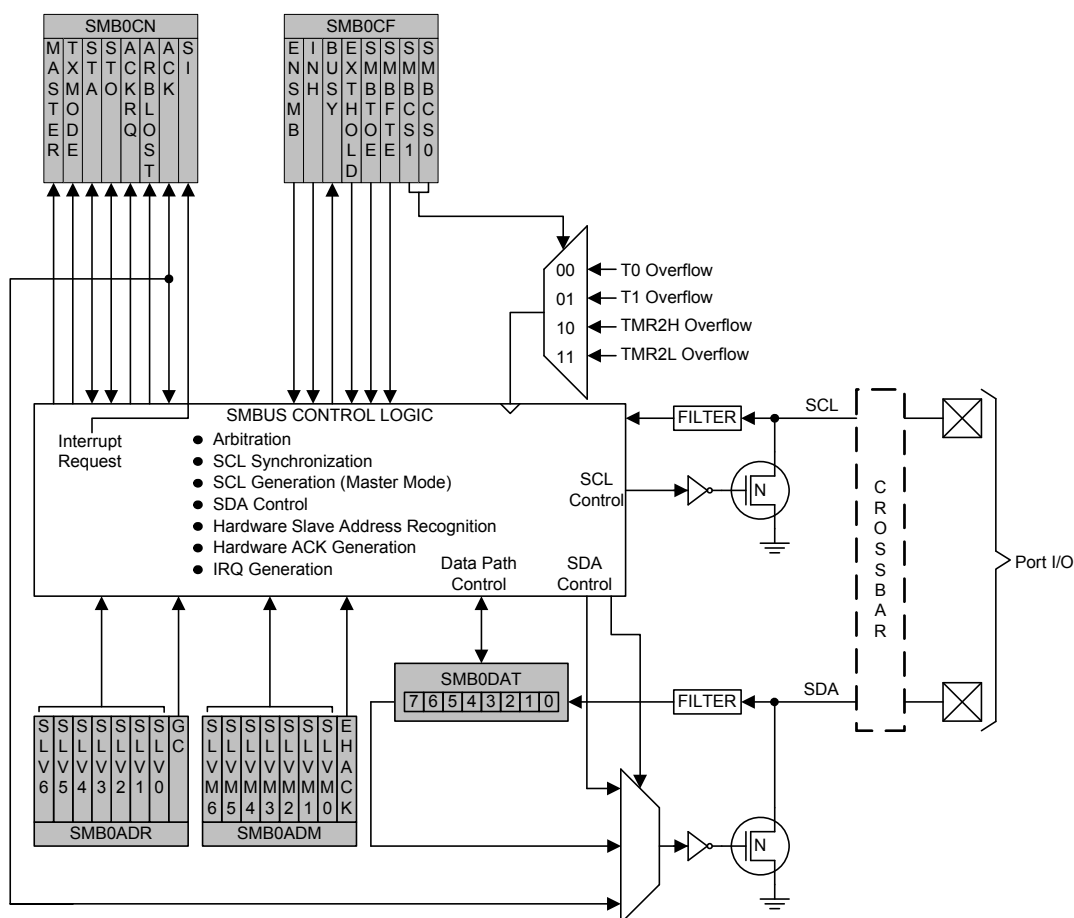 SMB0CN
MASTER
TXMODE
STA
STO
ACKRQ
ARBLOST
ACK
SI
SMB0CF
ENSMB
INH
BUSY
EXTHOLD
SMBTOE
SMBFTE
SMBCS1
SMBCS0
00
T0 Overflow
01
T1 Overflow
10
TMR2H Overflow
11
TMR2L Overflow
SMBUS CONTROL LOGIC
Interrupt
Request
● Arbitration
● SCL Synchronization
● SCL Generation (Master Mode)
● SDA Control
● Hardware Slave Address Recognition
● Hardware ACK Generation
● IRQ Generation
Data Path
Control
SDA
Control
SCL
Control
FILTER
SCL
N
CROSSBAR
Port I/O
SMB0DAT
7 6 5 4 3 2 1 0
FILTER
SDA
N
SLV6
SLV5
SLV4
SLV3
SLV2
SLV1
SLV0
GC
SMB0ADR
SLVM6
SLVM5
SLVM4
SLVM3
SLVM2
SLVM1
SLVM0
EHACK
SMB0ADM